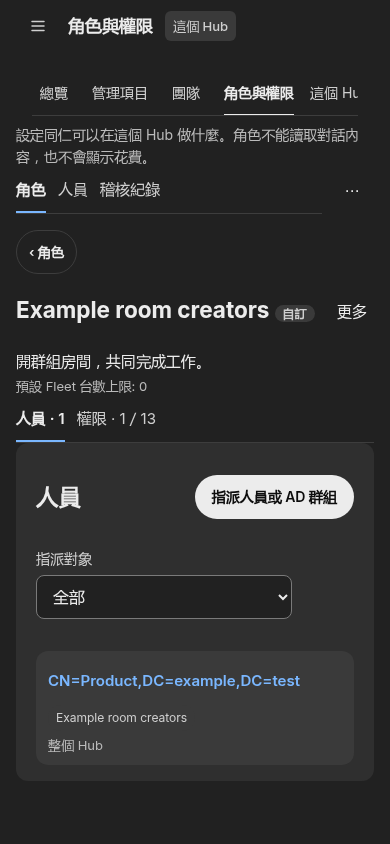 角色與權限 這個 Hub
總覽 管理項目 團隊 角色與權限 這個 Hu
設定同仁可以在這個 Hub 做什麼。角色不能讀取對話內
容，也不會顯示花費。
角色 人員 稽核紀錄 …
‹ 角色
Example room creators 自訂 更多
開群組房間，共同完成工作。
預設 Fleet 台數上限: 0
人員 · 1 權限 · 1 / 13
人員 指派人員或 AD 群組
指派對象
全部
CN=Product,DC=example,DC=test
Example room creators
整個 Hub